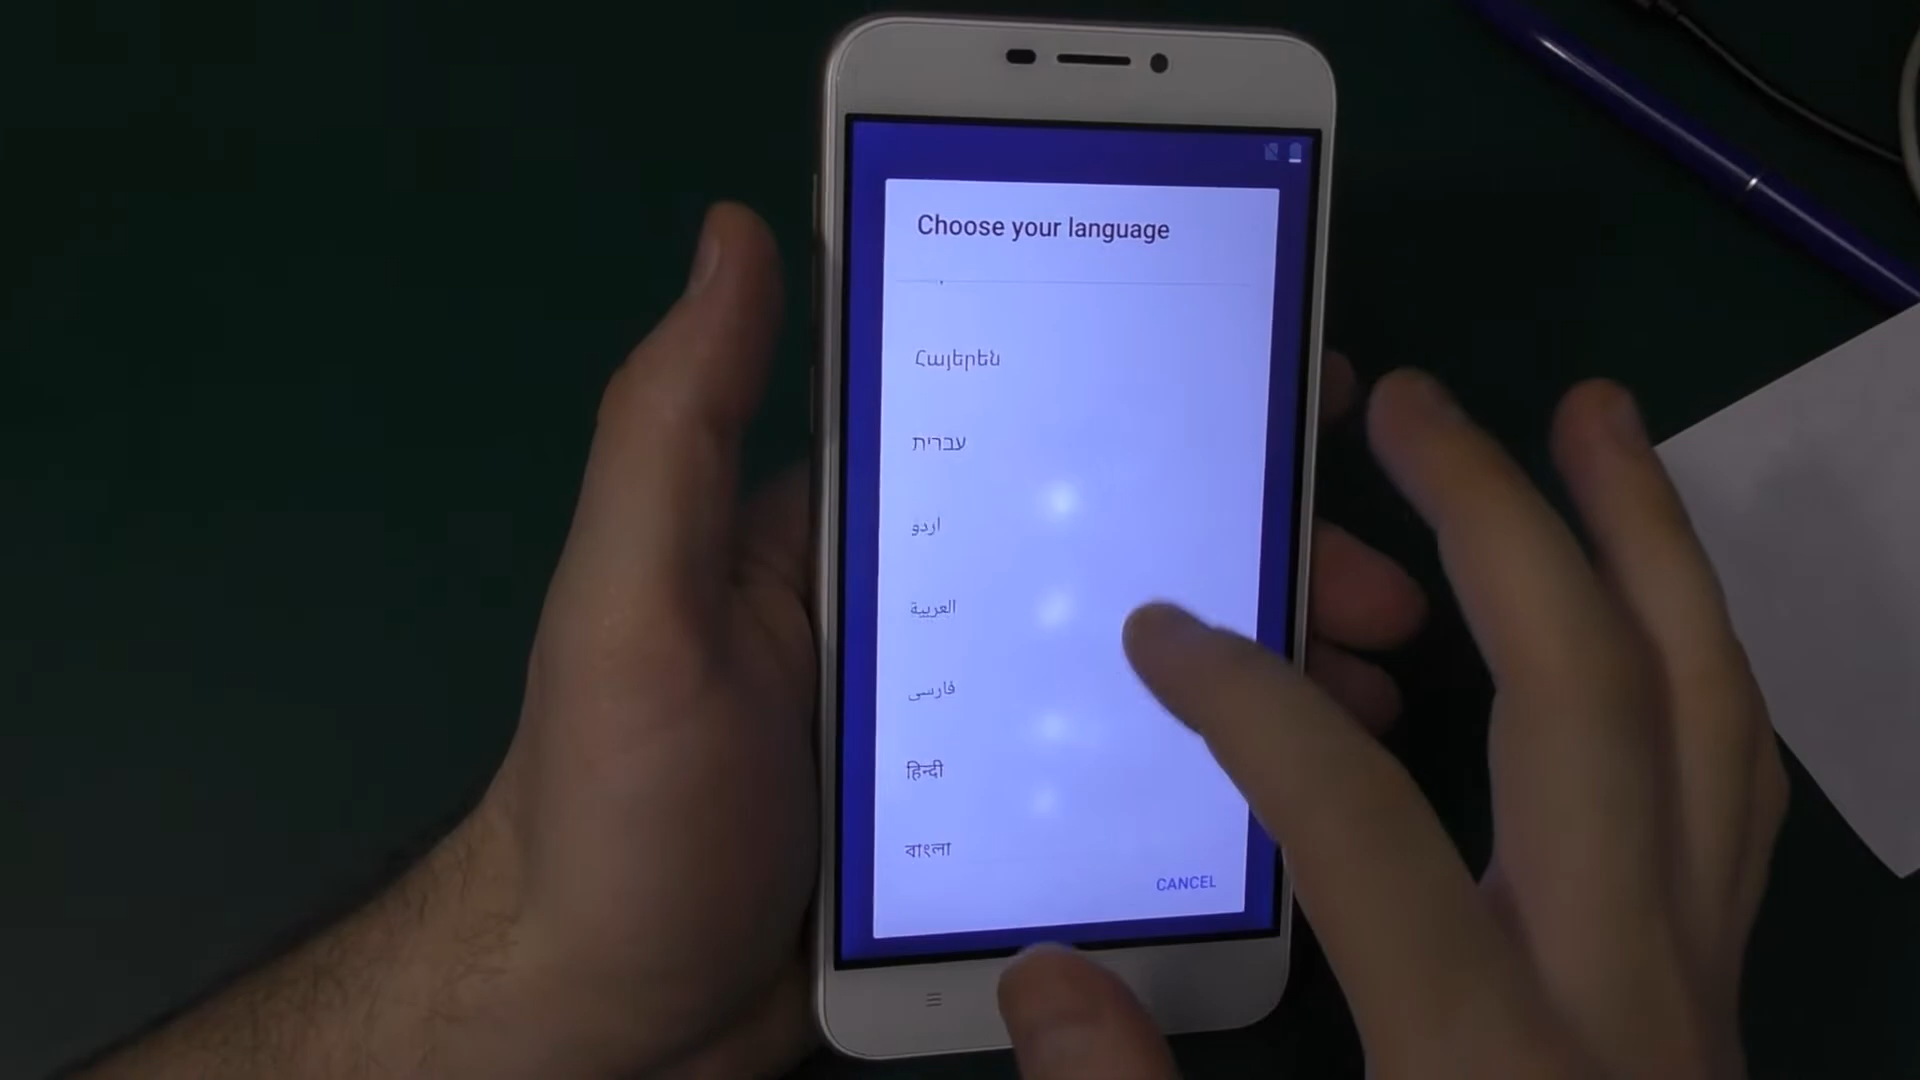 Choose your language
Հայերեն
עברית
اردو
العربية
فارسی
हिन्दी
বাংলা
CANCEL